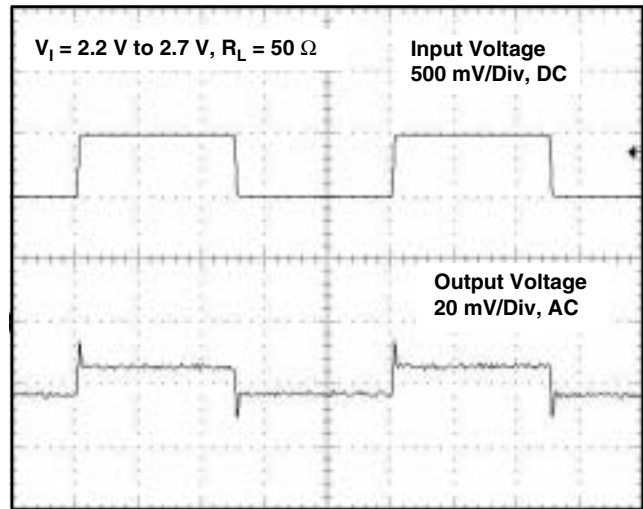 V_I = 2.2 V to 2.7 V, R_L = 50 Ω
Input Voltage
500 mV/Div, DC
Output Voltage
20 mV/Div, AC